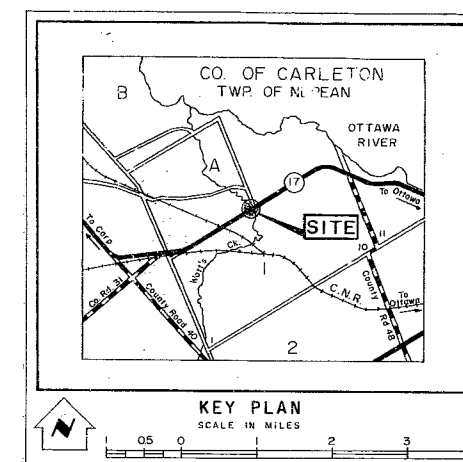 CO. OF CARLETON
TWP. OF NEPEAN
B
OTTAWA
RIVER
A
17
To Ottawa
SITE
To Carp
Watt's
Ck.
11
10
1
Co Rd. 31
County Road 40
C.N.R.
County
Rd 48
To
Ottawa
1
2
KEY PLAN
SCALE IN MILES
N
1 0.5 0 1 2 3